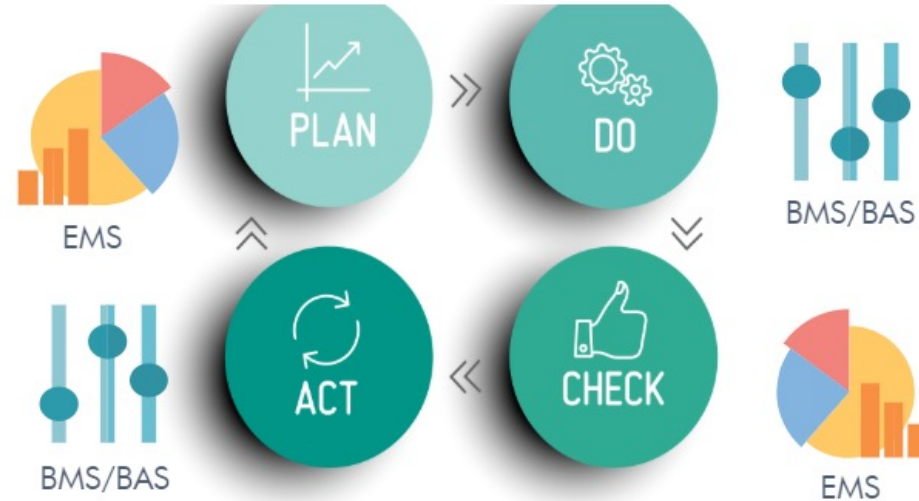 PLAN
DO
EMS
BMS/BAS
ACT
CHECK
BMS/BAS
EMS